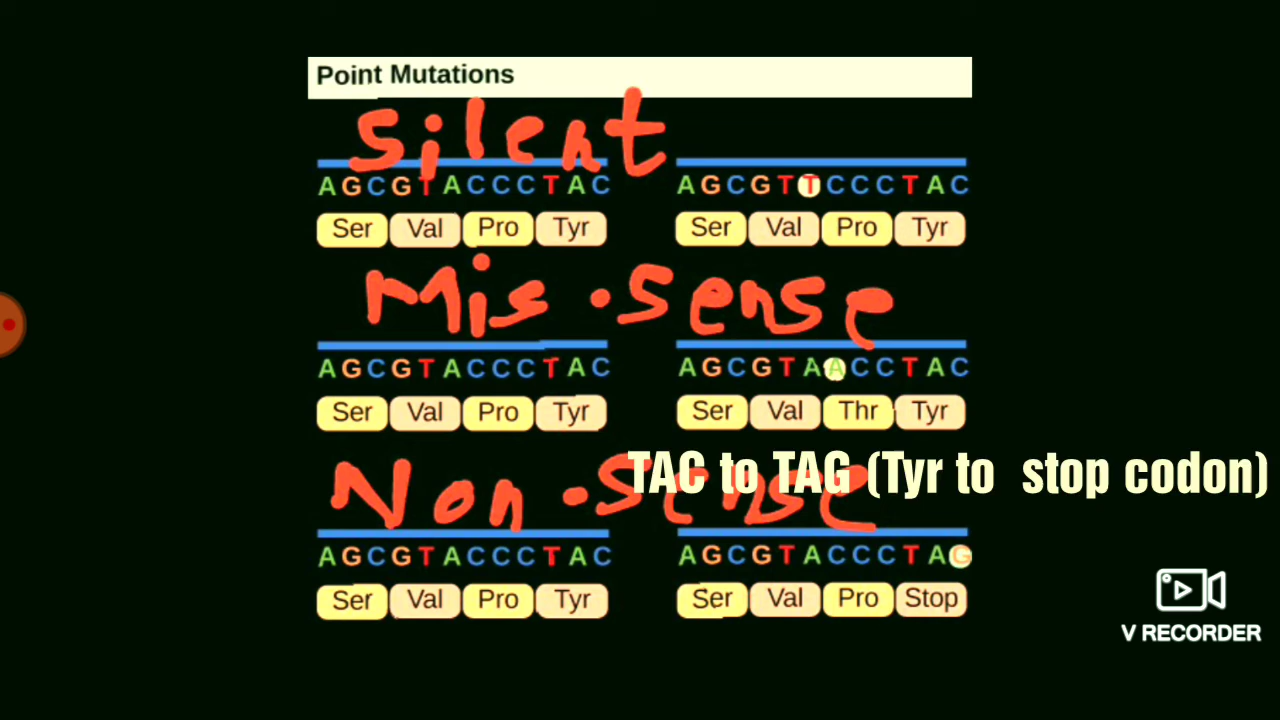 Point Mutations
Silent
AGCGTACCCTAC AGCGTTCCCTAC
Ser Val Pro Tyr Ser Val Pro Tyr
Mis-sense
AGCGTACCCTAC AGCGTAACCTAC
Ser Val Pro Tyr Ser Val Thr Tyr
Non-sense
TAC to TAG (Tyr to stop codon)
AGCGTACCCTAC AGCGTACCCTAG
Ser Val Pro Tyr Ser Val Pro Stop
V RECORDER